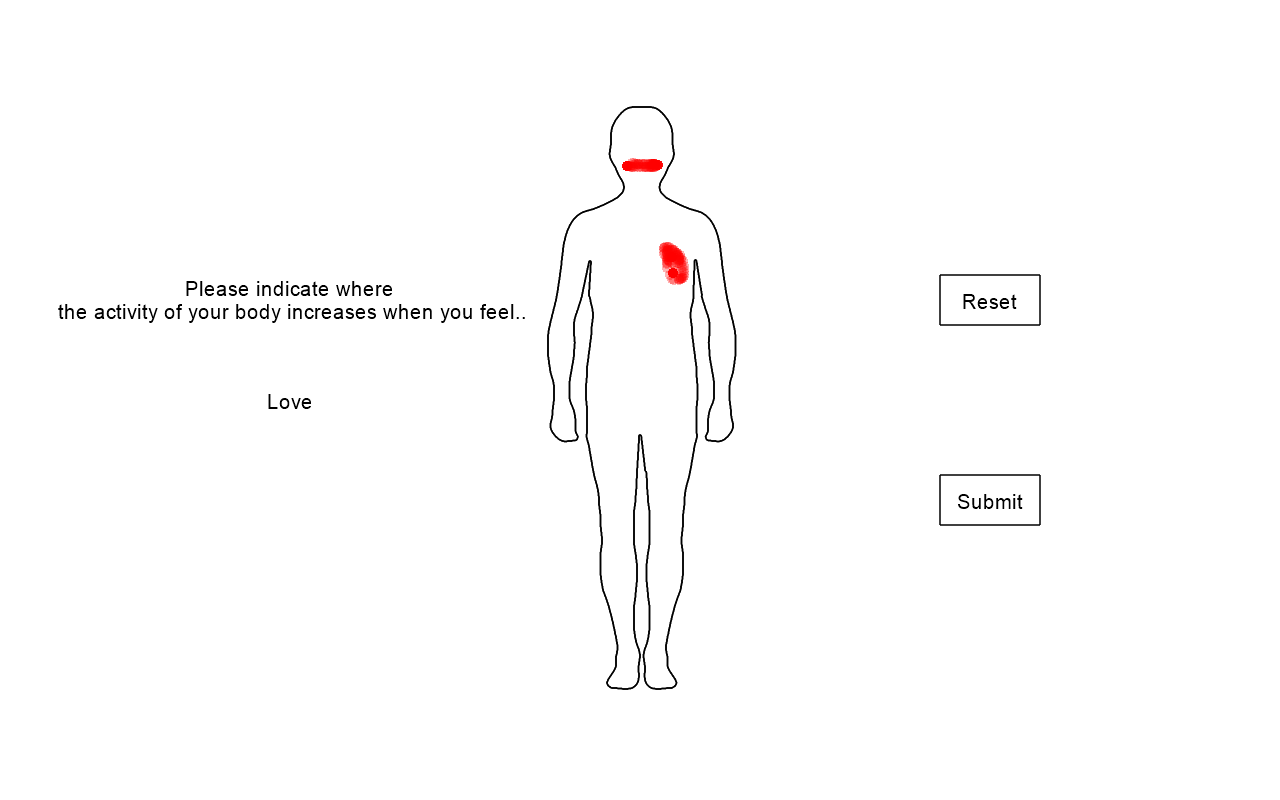 Please indicate where
the activity of your body increases when you feel..
Love
Reset
Submit